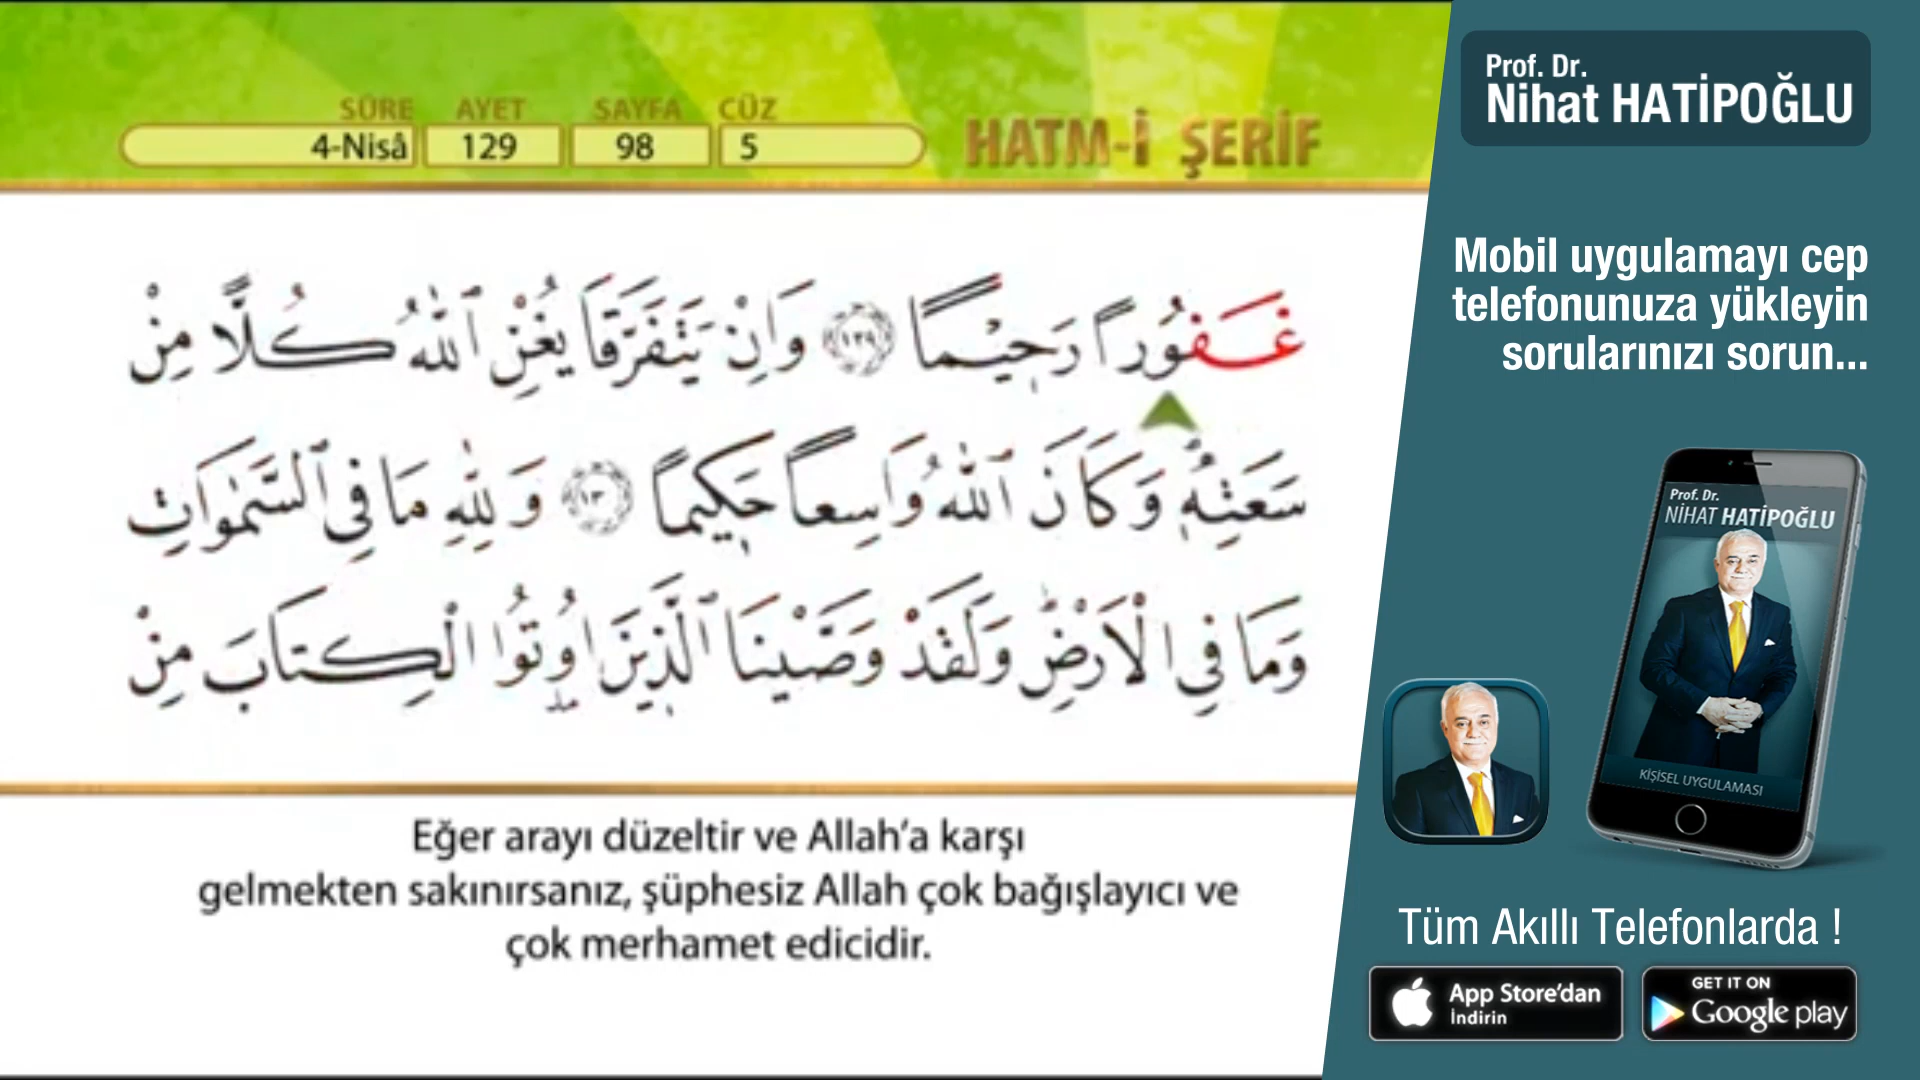 SÛRE AYET SAYFA CÜZ
4-Nisâ 129 98 5
HATM-İ ŞERİF
غَفُورًا رَحِيمًا ﴿١٢٩﴾ وَاِنْ يَتَفَرَّقَا يُغْنِ اللّٰهُ كُلًّا مِنْ
سَعَتِهٖ وَكَانَ اللّٰهُ وَاسِعًا حَكِيمًا ﴿١٣٠﴾ وَلِلّٰهِ مَا فِى السَّمٰوَاتِ
وَمَا فِى الْاَرْضِ وَلَقَدْ وَصَّيْنَا الَّذِينَ اُوتُوا الْكِتَابَ مِنْ
Eğer arayı düzeltir ve Allah'a karşı
gelmekten sakınırsanız, şüphesiz Allah çok bağışlayıcı ve
çok merhamet edicidir.
Prof. Dr.
Nihat HATİPOĞLU
Mobil uygulamayı cep
telefonunuza yükleyin
sorularınızı sorun...
Prof. Dr.
NİHAT HATİPOĞLU
KİŞİSEL UYGULAMASI
Tüm Akıllı Telefonlarda !
App Store'dan
İndirin
GET IT ON
Google play